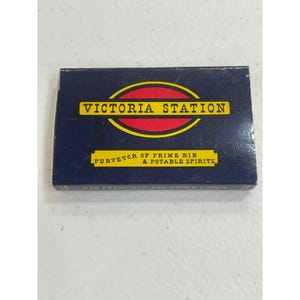 VICTORIA STATION
PURVEYOR OF PRIME RIB
& POTABLE SPIRITS